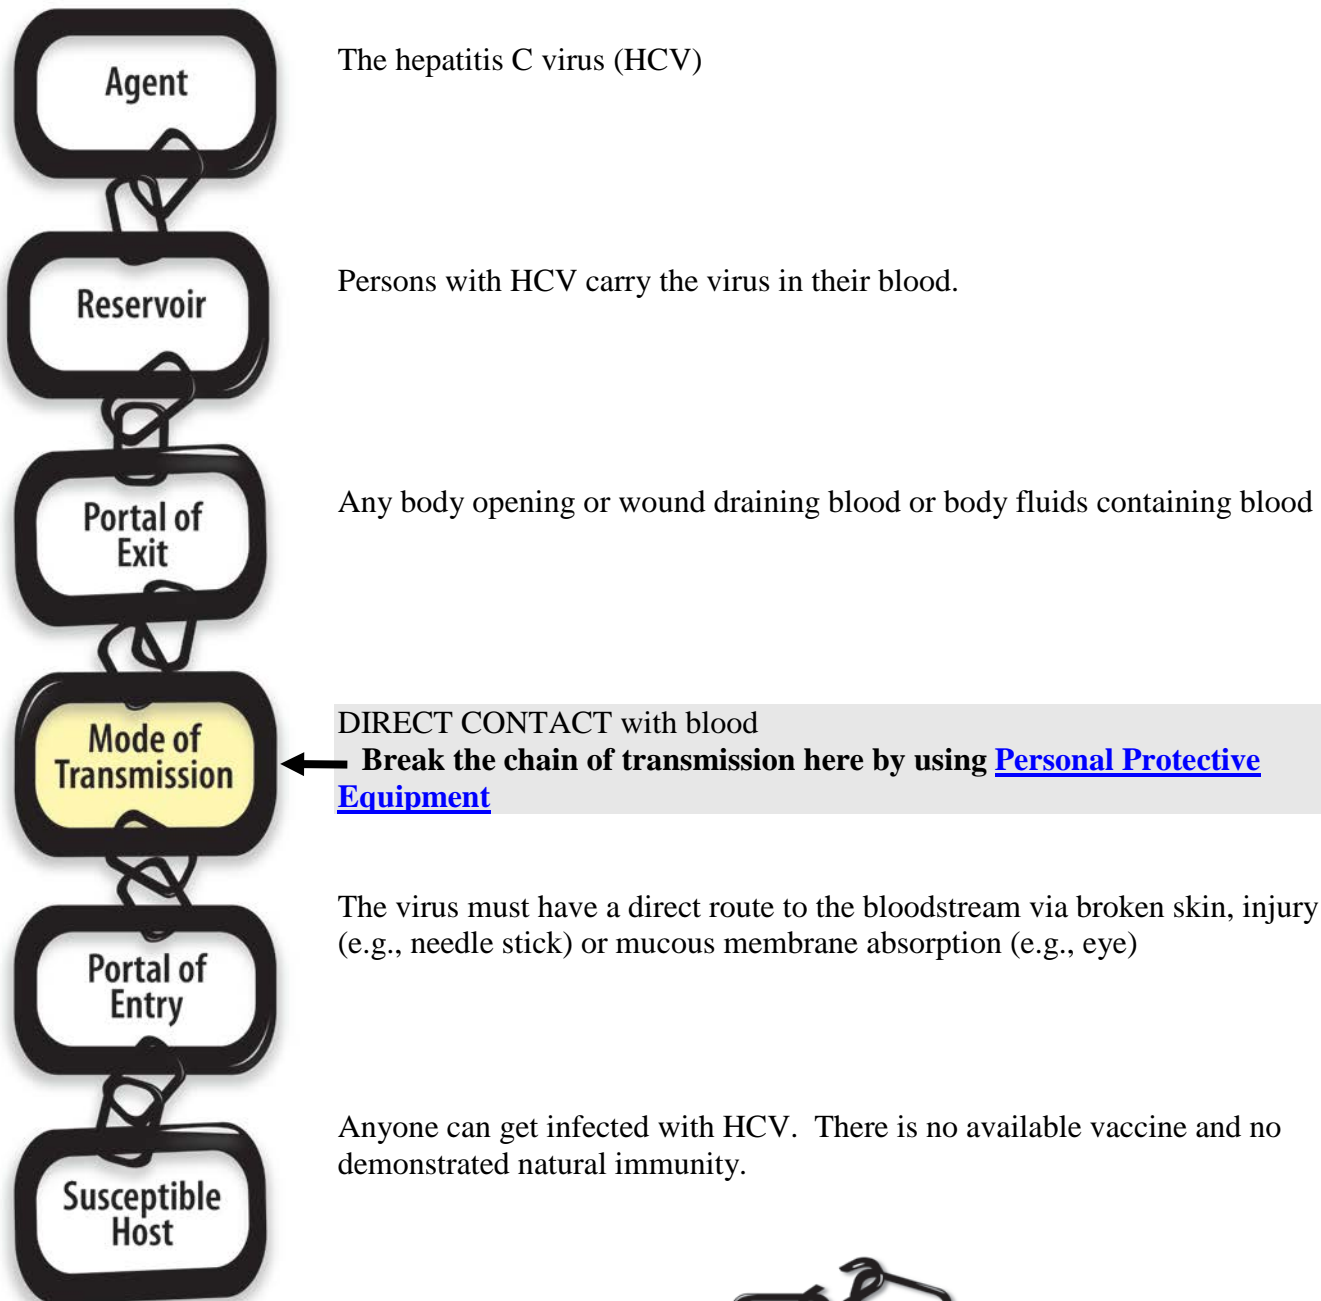 Agent
The hepatitis C virus (HCV)
Reservoir
Persons with HCV carry the virus in their blood.
Portal of
Exit
Any body opening or wound draining blood or body fluids containing blood
Mode of
Transmission
DIRECT CONTACT with blood
Break the chain of transmission here by using Personal Protective
Equipment
Portal of
Entry
The virus must have a direct route to the bloodstream via broken skin, injury
(e.g., needle stick) or mucous membrane absorption (e.g., eye)
Susceptible
Host
Anyone can get infected with HCV.  There is no available vaccine and no
demonstrated natural immunity.